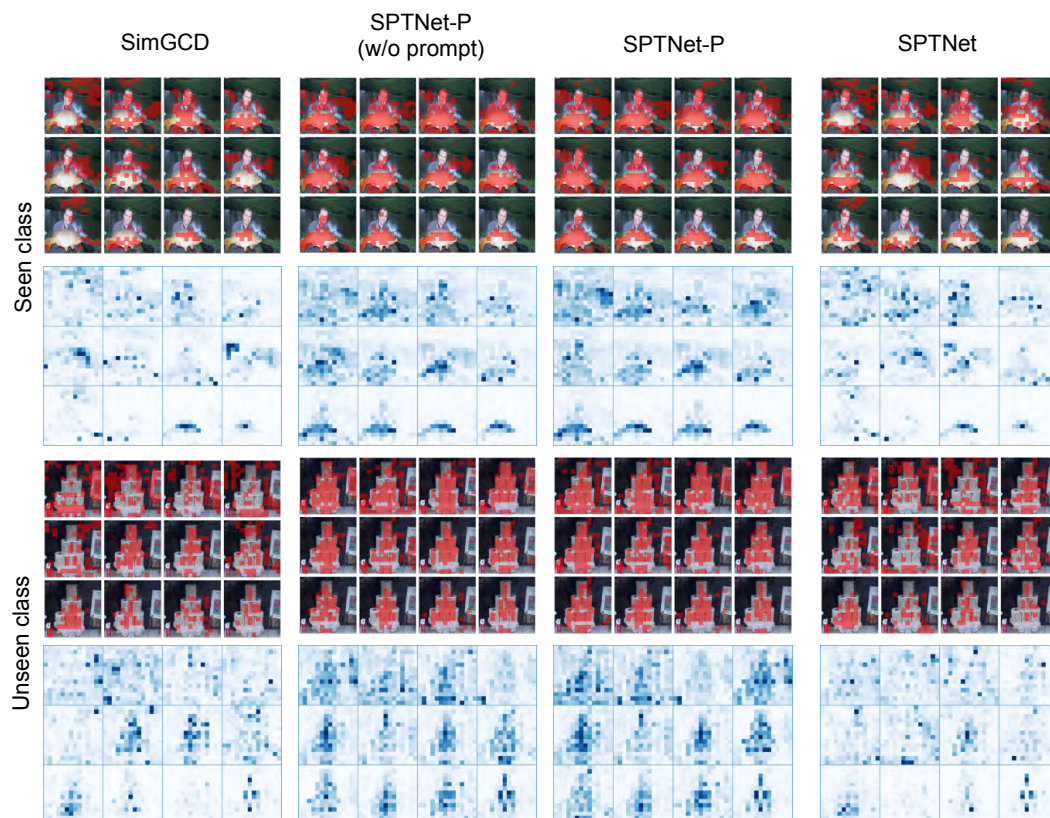 SimGCD
SPTNet-P
(w/o prompt)
SPTNet-P
SPTNet
Seen class
Unseen class